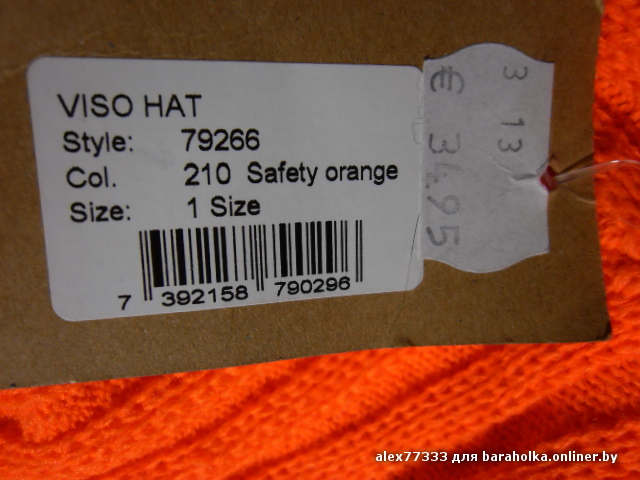 VISO HAT
Style: 79266
Col. 210 Safety orange
Size: 1 Size
7 392158 790296
3 13
€ 34,95
alex77333 для baraholka.onliner.by